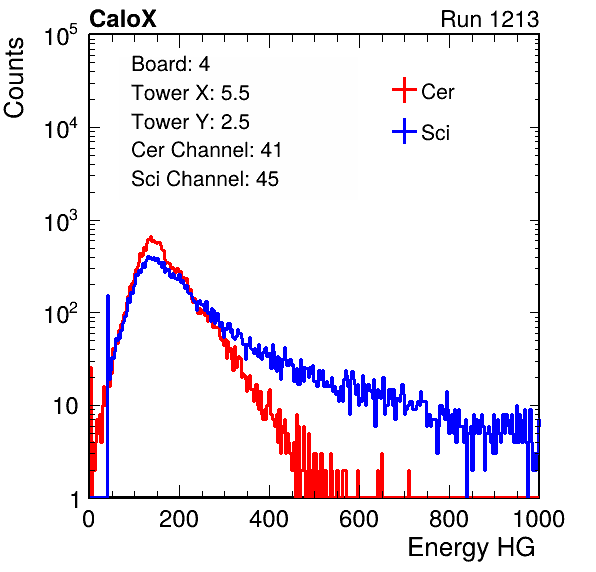 CaloX Run 1213
Counts
10^5
10^4
10^3
10^2
10
1
Board: 4
Tower X: 5.5
Tower Y: 2.5
Cer Channel: 41
Sci Channel: 45
Cer
Sci
0 200 400 600 800 1000
Energy HG